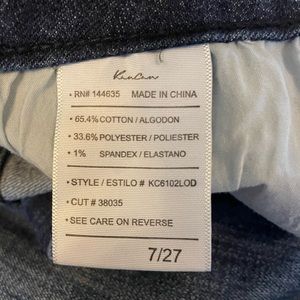 KanCan
• RN# 144635 MADE IN CHINA
• 65.4% COTTON / ALGODON
• 33.6% POLYESTER / POLIESTER
• 1% SPANDEX / ELASTANO
• STYLE / ESTILO # KC6102LOD
• CUT # 38035
• SEE CARE ON REVERSE
7/27